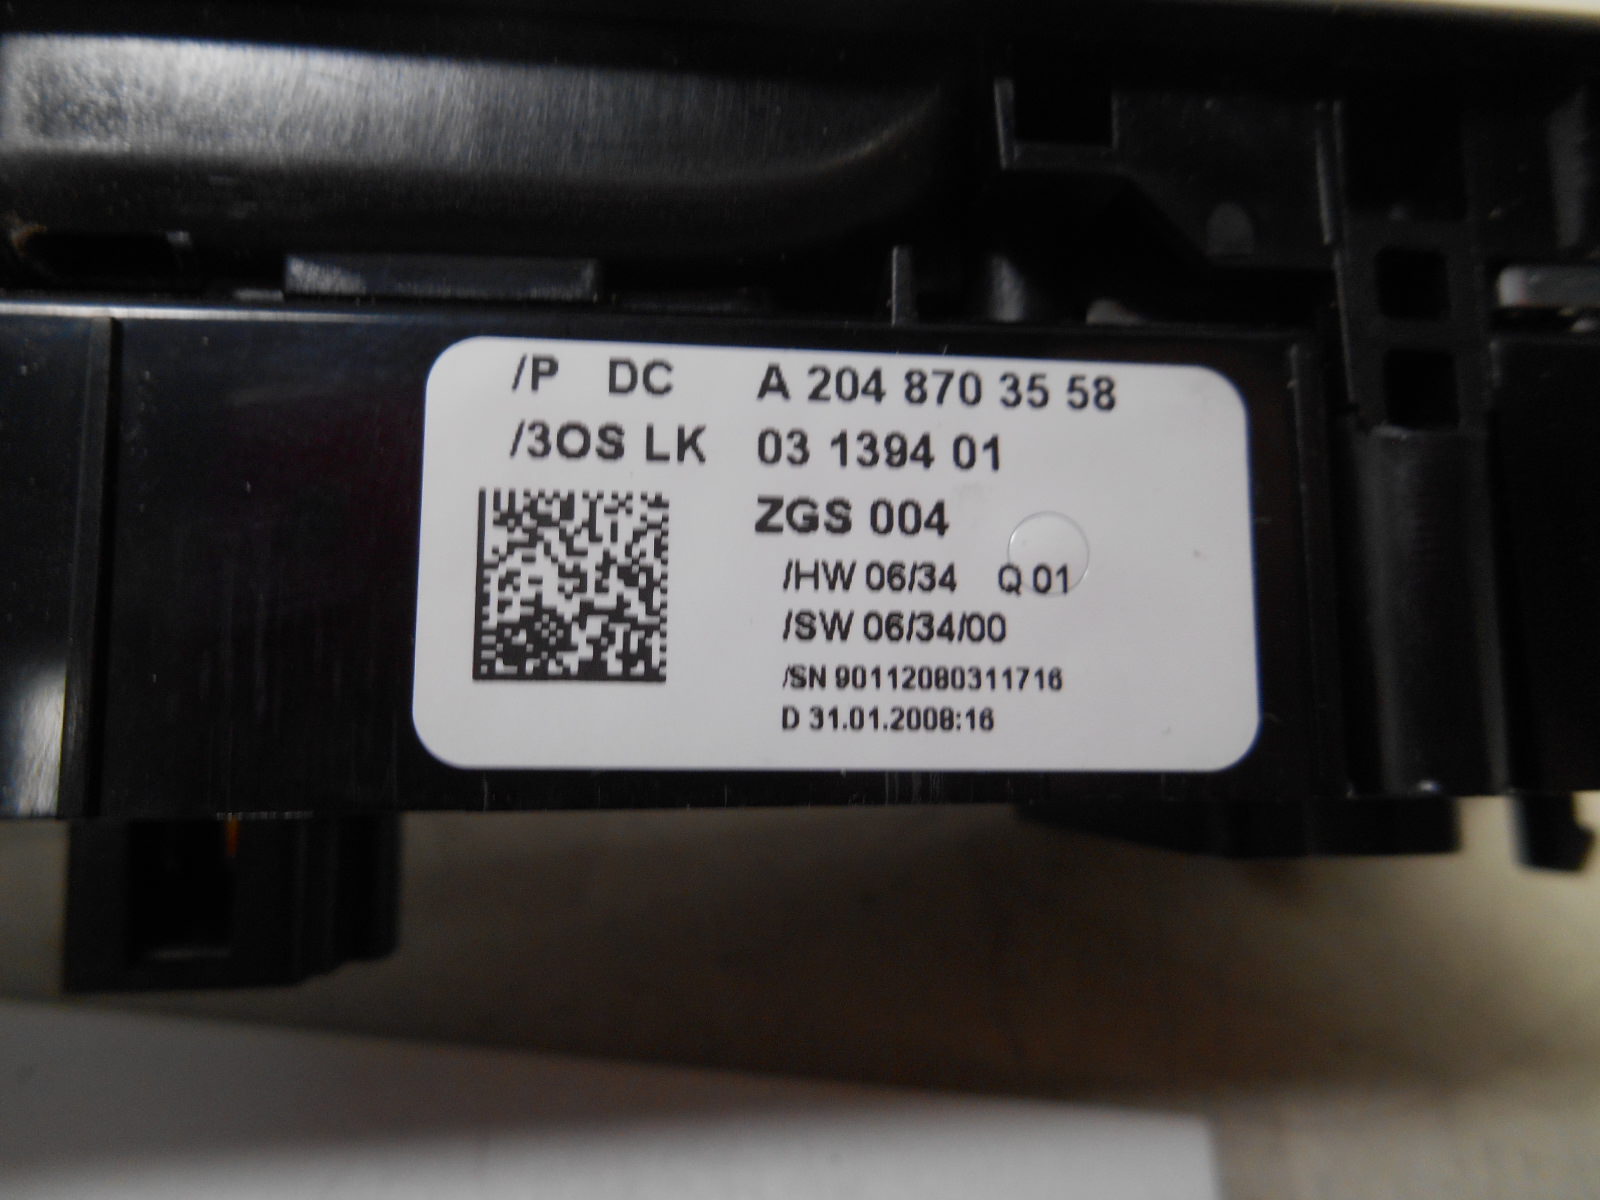 /P DC A 204 870 35 58
/3OS LK 03 1394 01
ZGS 004
/HW 06/34 Q 01
/SW 06/34/00
/SN 90112080311716
D 31.01.2008:16